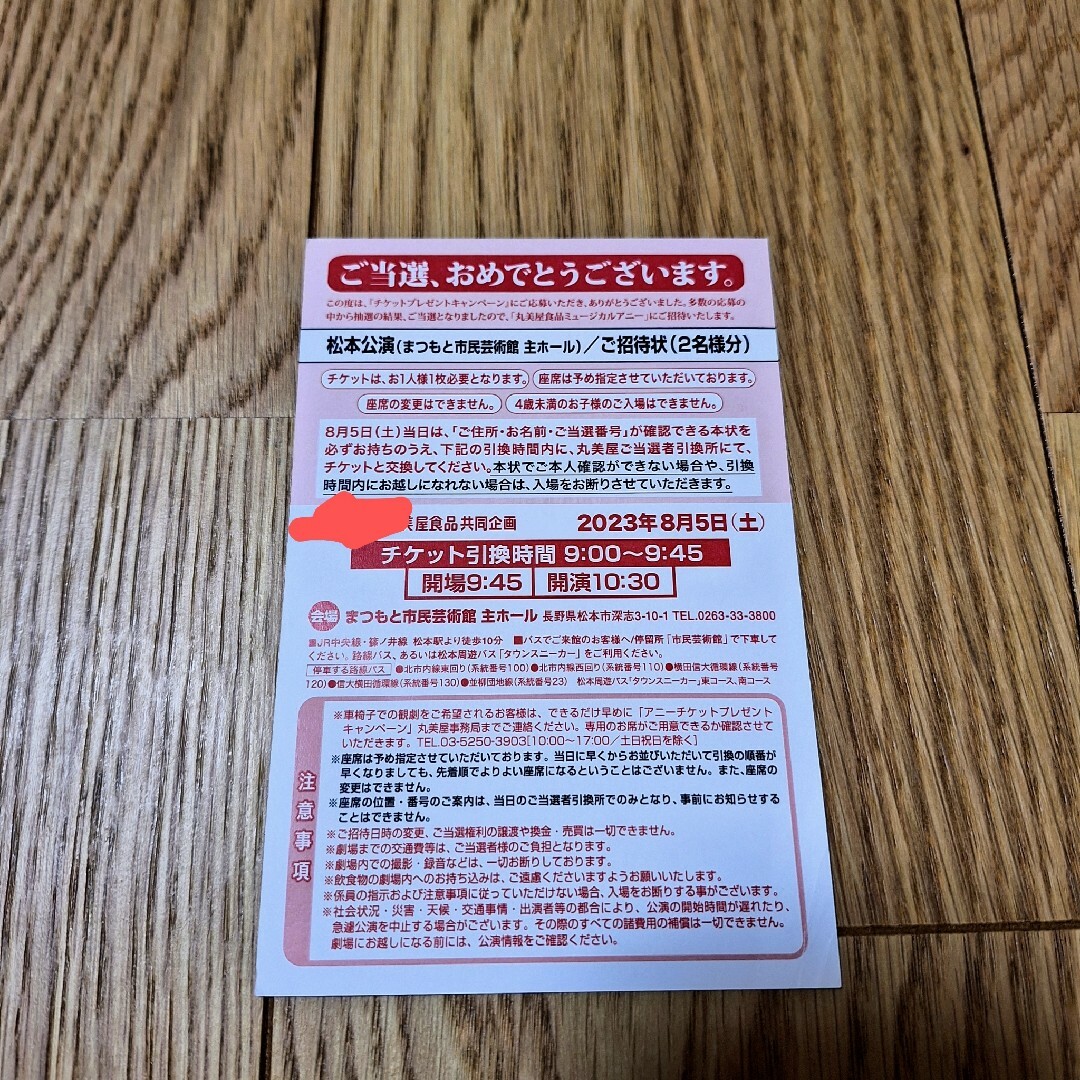 ご当選、おめでとうございます。
この度は、「チケットプレゼントキャンペーン」にご応募いただき、ありがとうございました。多数の応募の
中から抽選の結果、ご当選となりましたので、「丸美屋食品ミュージカルアニー」にご招待いたします。
松本公演(まつもと市民芸術館 主ホール)／ご招待状(2名様分)
チケットは、お1人様1枚必要となります。 座席は予め指定させていただいております。
座席の変更はできません。 4歳未満のお子様のご入場はできません。
8月5日(土)当日は、「ご住所・お名前・ご当選番号」が確認できる本状を
必ずお持ちのうえ、下記の引換時間内に、丸美屋ご当選者引換所にて、
チケットと交換してください。本状でご本人確認ができない場合や、引換
時間内にお越しになれない場合は、入場をお断りさせていただきます。
美屋食品 共同企画 2023年8月5日(土)
チケット引換時間 9:00〜9:45
開場9:45 開演10:30
会場 まつもと市民芸術館 主ホール 長野県松本市深志3-10-1 TEL.0263-33-3800
■JR中央線・篠ノ井線 松本駅より徒歩10分 ■バスでご来館のお客様へ/停留所「市民芸術館」で下車して
ください。路線バス、あるいは松本周遊バス「タウンスニーカー」をご利用ください。
停車する路線バス ●北市内線東回り(系統番号100)●北市内線西回り(系統番号110)●横田信大循環線(系統番号
120)●信大横田循環線(系統番号130)●並柳団地線(系統番号23) 松本周遊バス「タウンスニーカー」東コース、南コース
注意事項
※車椅子での観劇をご希望されるお客様は、できるだけ早めに「アニーチケットプレゼント
キャンペーン」丸美屋事務局までご連絡ください。専用のお席がご用意できるか確認させて
いただきます。TEL.03-5250-3903[10:00〜17:00／土日祝日を除く]
※座席は予め指定させていただいております。当日に早くからお並びいただいて引換の順番が
早くなりましても、先着順でよりよい座席になるということはございません。また、座席の
変更はできません。
※座席の位置・番号のご案内は、当日のご当選者引換所でのみとなり、事前にお知らせする
ことはできません。
※ご招待日時の変更、ご当選権利の譲渡や換金・売買は一切できません。
※劇場までの交通費等は、ご当選者様のご負担となります。
※劇場内での撮影・録音などは、一切お断りしております。
※飲食物の劇場内へのお持ち込みは、ご遠慮くださいますようお願いいたします。
※係員の指示および注意事項に従っていただけない場合、入場をお断りする事がございます。
※社会状況・災害・天候・交通事情・出演者等の都合により、公演の開始時間が遅れたり、
急遽公演を中止する場合がございます。その際のすべての諸費用の補償は一切できません。
劇場にお越しになる前には、公演情報をご確認ください。